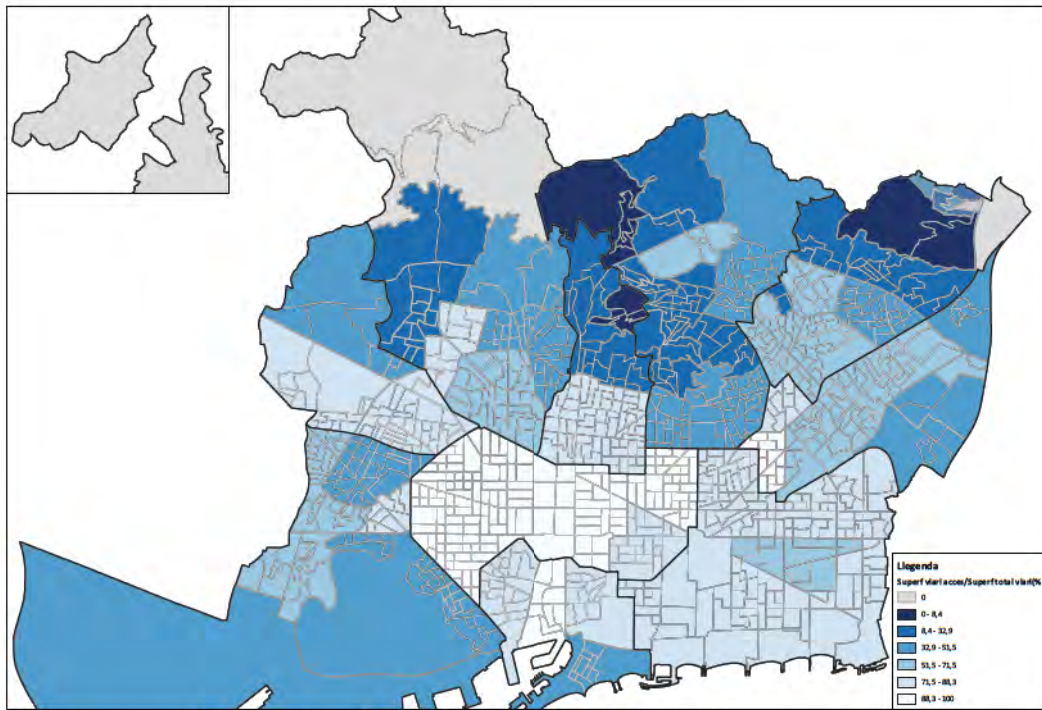 Llegenda
Superf viari acces/Superf total viari(%
0
0 - 8,4
8,4 - 32,9
32,9 - 51,5
51,5 - 71,5
71,5 - 88,3
88,3 - 100